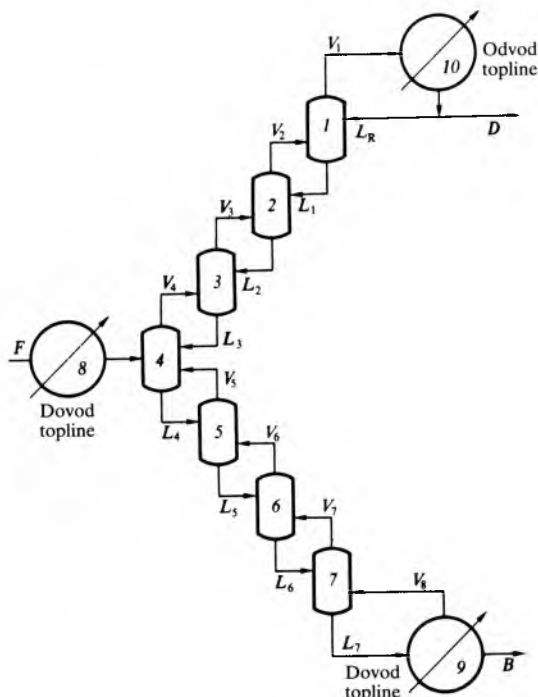 V₁
10
Odvod
topline
1
V₂
L_R
D
2
L₁
V₃
3
L₂
V₄
F
8
4
L₃
Dovod
topline
V₅
L₄
5
V₆
L₅
6
V₇
L₆
7
V₈
L₇
9
B
Dovod
topline